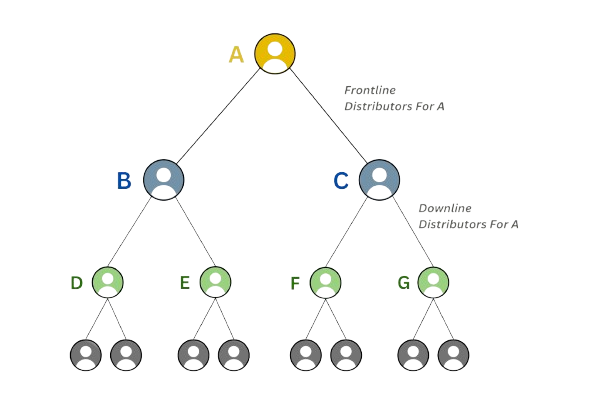 A
Frontline
Distributors For A
B
C
Downline
Distributors For A
D
E
F
G